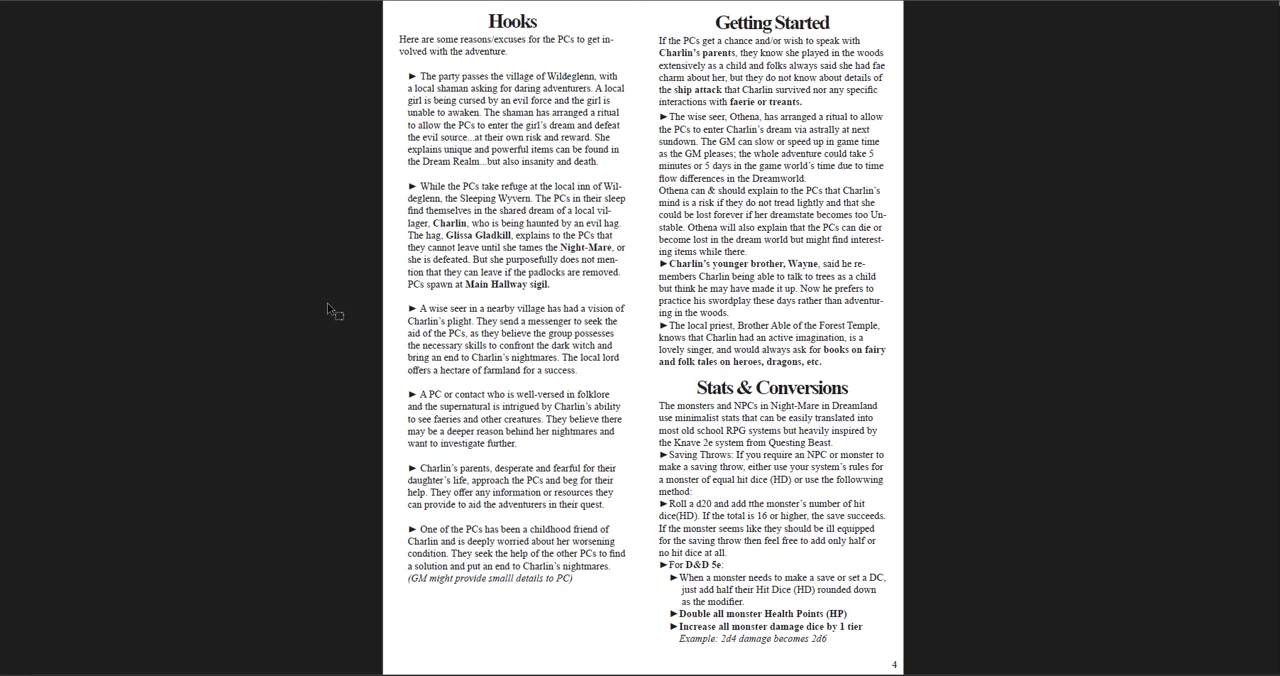 Hooks
Here are some reasons/excuses for the PCs to get in-
volved with the adventure.
► The party passes the village of Wildeglenn, with
a local shaman asking for daring adventurers. A local
girl is being cursed by an evil force and the girl is
unable to awaken. The shaman has arranged a ritual
to allow the PCs to enter the girl's dream and defeat
the evil source...at their own risk and reward. She
explains unique and powerful items can be found in
the Dream Realm...but also insanity and death.
► While the PCs take refuge at the local inn of Wil-
deglenn, the Sleeping Wyvern. The PCs in their sleep
find themselves in the shared dream of a local vil-
lager, Charlin, who is being haunted by an evil hag.
The hag, Glissa Gladkill, explains to the PCs that
they cannot leave until she tames the Night-Mare, or
she is defeated. But she purposefully does not men-
tion that they can leave if the padlocks are removed.
PCs spawn at Main Hallway sigil.
► A wise seer in a nearby village has had a vision of
Charlin's plight. They send a messenger to seek the
aid of the PCs, as they believe the group possesses
the necessary skills to confront the dark witch and
bring an end to Charlin's nightmares. The local lord
offers a hectare of farmland for a success.
► A PC or contact who is well-versed in folklore
and the supernatural is intrigued by Charlin's ability
to see faeries and other creatures. They believe there
may be a deeper reason behind her nightmares and
want to investigate further.
► Charlin's parents, desperate and fearful for their
daughter's life, approach the PCs and beg for their
help. They offer any information or resources they
can provide to aid the adventurers in their quest.
► One of the PCs has been a childhood friend of
Charlin and is deeply worried about her worsening
condition. They seek the help of the other PCs to find
a solution and put an end to Charlin's nightmares.
(GM might provide smalll details to PC)
Getting Started
If the PCs get a chance and/or wish to speak with
Charlin's parents, they know she played in the woods
extensively as a child and folks always said she had fae
charm about her, but they do not know about details of
the ship attack that Charlin survived nor any specific
interactions with faerie or treants.
►The wise seer, Othena, has arranged a ritual to allow
the PCs to enter Charlin's dream via astrally at next
sundown. The GM can slow or speed up in game time
as the GM pleases; the whole adventure could take 5
minutes or 5 days in the game world's time due to time
flow differences in the Dreamworld.
Othena can & should explain to the PCs that Charlin's
mind is a risk if they do not tread lightly and that she
could be lost forever if her dreamstate becomes too Un-
stable. Othena will also explain that the PCs can die or
become lost in the dream world but might find interest-
ing items while there.
►Charlin's younger brother, Wayne, said he re-
members Charlin being able to talk to trees as a child
but think he may have made it up. Now he prefers to
practice his swordplay these days rather than adventur-
ing in the woods.
►The local priest, Brother Able of the Forest Temple,
knows that Charlin had an active imagination, is a
lovely singer, and would always ask for books on fairy
and folk tales on heroes, dragons, etc.
Stats & Conversions
The monsters and NPCs in Night-Mare in Dreamland
use minimalist stats that can be easily translated into
most old school RPG systems but heavily inspired by
the Knave 2e system from Questing Beast.
►Saving Throws: If you require an NPC or monster to
make a saving throw, either use your system's rules for
a monster of equal hit dice (HD) or use the followwing
method:
►Roll a d20 and add tthe monster's number of hit
dice(HD). If the total is 16 or higher, the save succeeds.
If the monster seems like they should be ill equipped
for the saving throw then feel free to add only half or
no hit dice at all.
►For D&D 5e:
►When a monster needs to make a save or set a DC,
just add half their Hit Dice (HD) rounded down
as the modifier.
►Double all monster Health Points (HP)
►Increase all monster damage dice by 1 tier
Example: 2d4 damage becomes 2d6
4